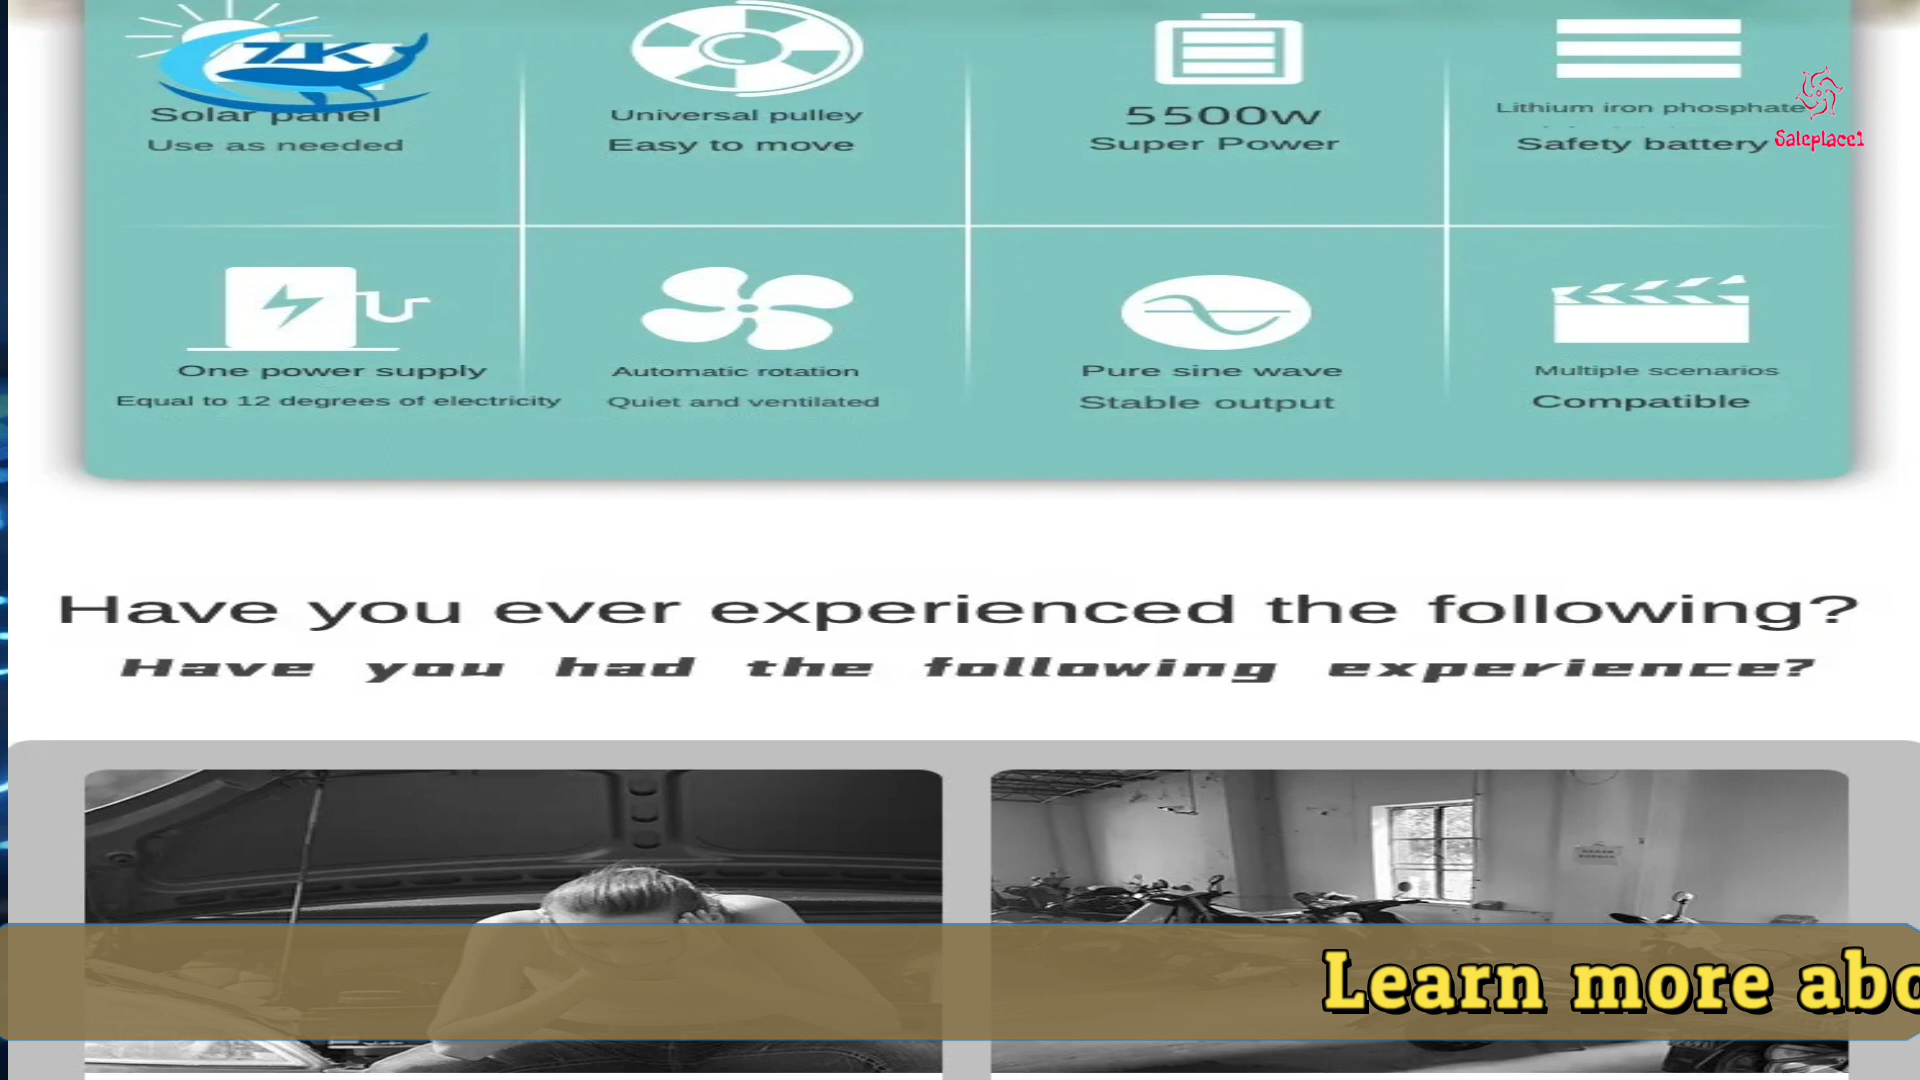 ZK
Solar panel
Use as needed
Universal pulley
Easy to move
5500w
Super Power
Lithium iron phosphate
Safety battery
Saleplace1
One power supply
Equal to 12 degrees of electricity
Automatic rotation
Quiet and ventilated
Pure sine wave
Stable output
Multiple scenarios
Compatible
Have you ever experienced the following?
Have you had the following experience?
Learn more abo